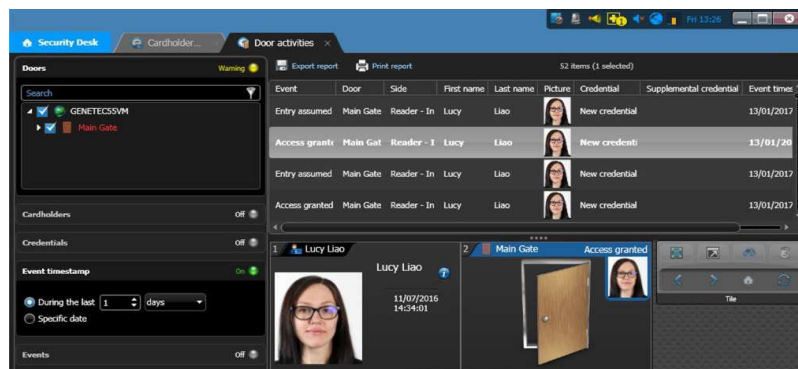 1
Fri 13:26
Security Desk
Cardholder...
Door activities
Doors
Warning
Search
GENETECSSVM
Main Gate
Cardholders
Off
Credentials
Off
Event timestamp
On
During the last 1 days
Specific date
Events
Off
Export report
Print report
52 items (1 selected)
Event Door Side First name Last name Picture Credential Supplemental credential Event times
Entry assumed Main Gate Reader - In Lucy Liao New credential 13/01/2017
Access grante Main Gat Reader - I Lucy Liao New credenti 13/01/20
Entry assumed Main Gate Reader - In Lucy Liao New credential 13/01/2017
Access granted Main Gate Reader - In Lucy Liao New credential 13/01/2017
1 Lucy Liao
Lucy Liao
11/07/2016
14:34:01
2 Main Gate Access granted
Tile